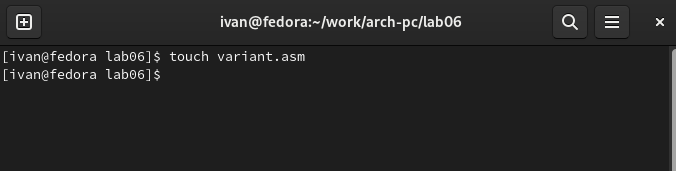 ivan@fedora:~/work/arch-pc/lab06
[ivan@fedora lab06]$ touch variant.asm
[ivan@fedora lab06]$